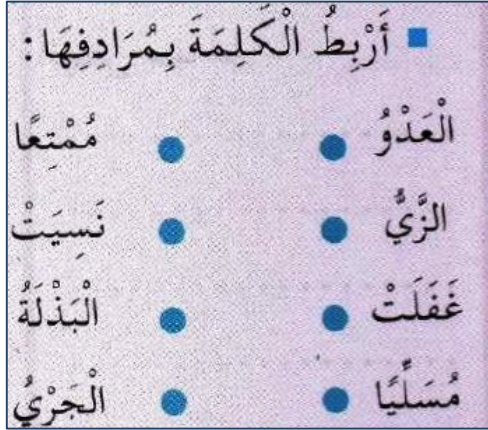 ■ أَرْبِطُ الْكَلِمَةَ بِمُرَادِفِهَا:
الْعَدْوُ ● ● مُمْتِعًا
الزَّيُّ ● ● نَسِيَتْ
غَفَلَتْ ● ● الْبَذْلَةُ
مُسَلِّيًا ● ● الْجَرْيُ